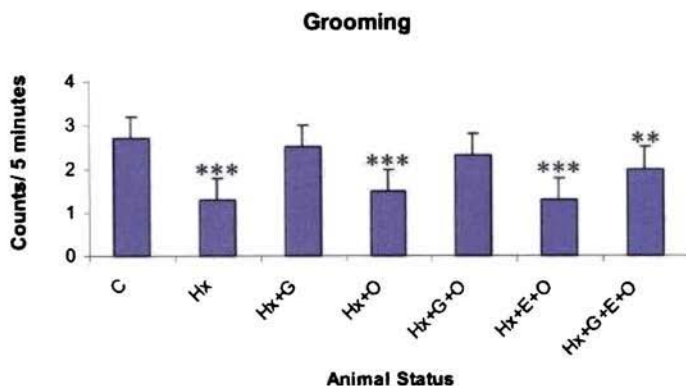 Grooming
Counts/ 5 minutes
4
3
2
1
0
***
***
***
**
C
Hx
Hx+G
Hx+O
Hx+G+O
Hx+E+O
Hx+G+E+O
Animal Status